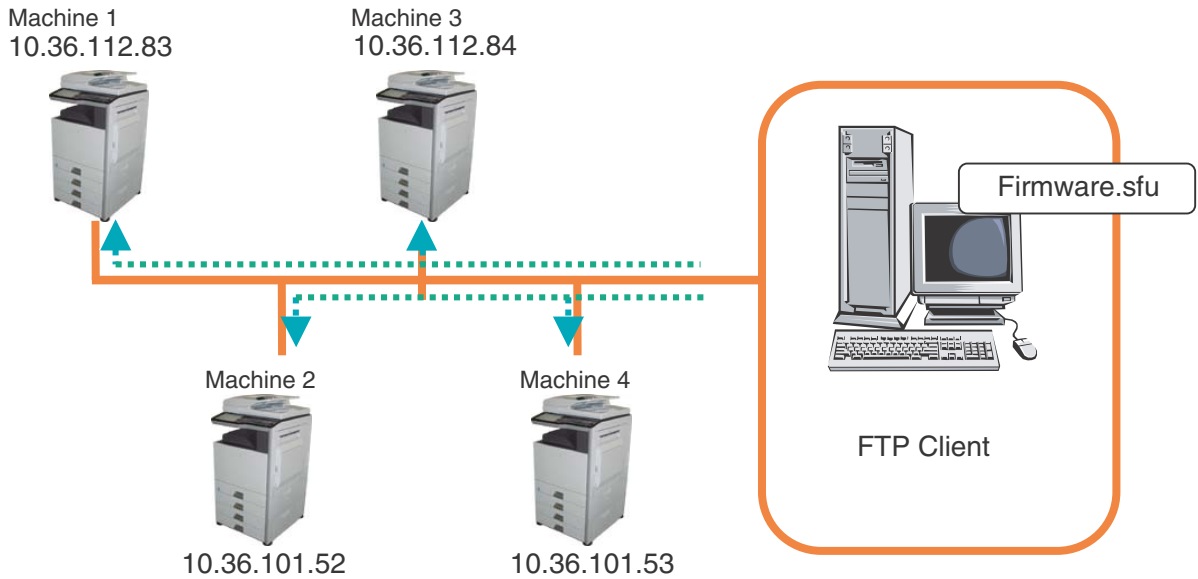 Machine 1
10.36.112.83
Machine 3
10.36.112.84
Firmware.sfu
Machine 2
10.36.101.52
Machine 4
10.36.101.53
FTP Client